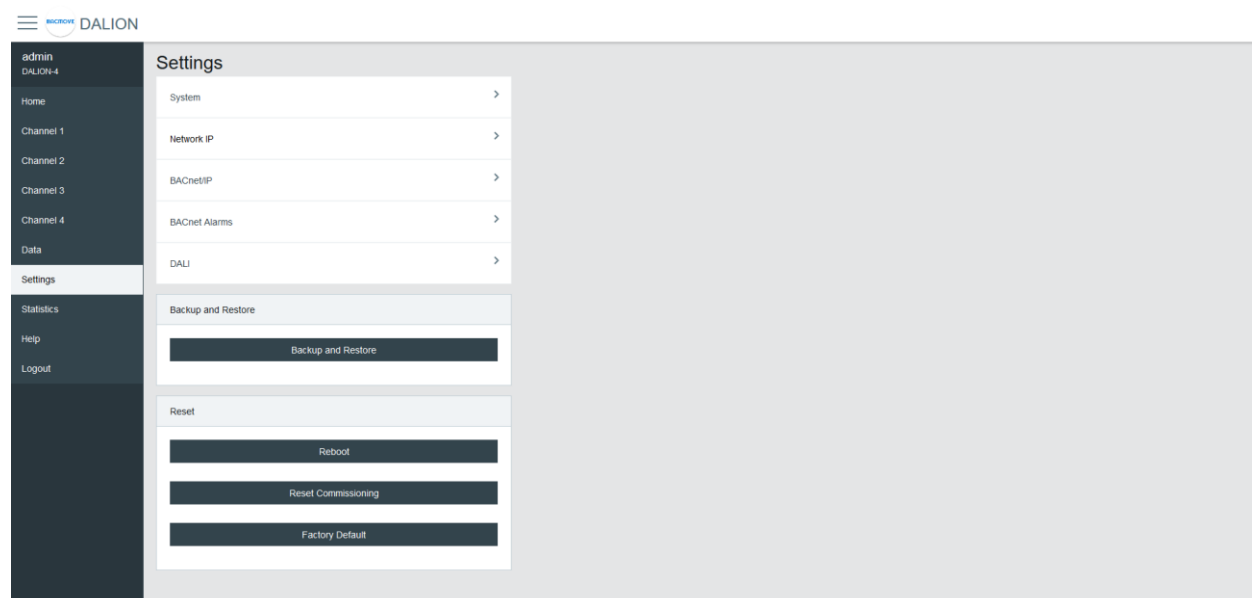 DALION
admin
DALION-4
Home
Channel 1
Channel 2
Channel 3
Channel 4
Data
Settings
Statistics
Help
Logout
Settings
System
Network IP
BACnet/IP
BACnet Alarms
DALI
Backup and Restore
Backup and Restore
Reset
Reboot
Reset Commissioning
Factory Default